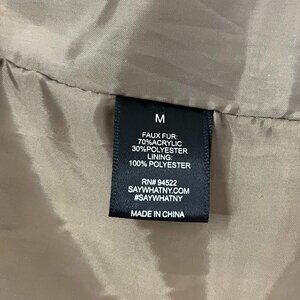 M
FAUX FUR:
70%ACRYLIC
30%POLYESTER
LINING:
100% POLYESTER
RN# 94522
SAYWHATNY.COM
#SAYWHATNY
MADE IN CHINA